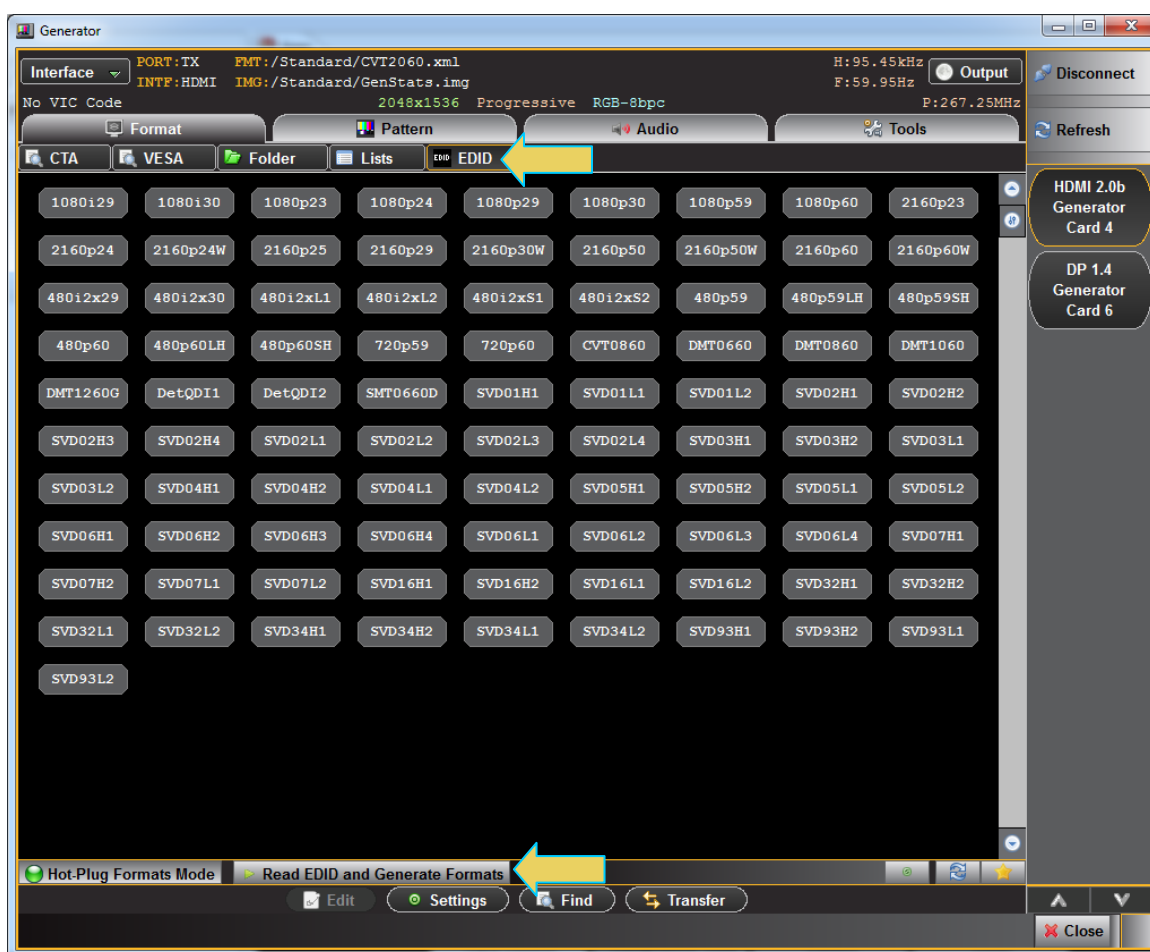 Generator
Interface PORT:TX FMT:/Standard/CVT2060.xml H:95.45kHz Output
INTF:HDMI IMG:/Standard/GenStats.img F:59.95Hz
No VIC Code 2048x1536 Progressive RGB-8bpc P:267.25MHz
Disconnect
Format Pattern Audio Tools
Refresh
CTA VESA Folder Lists EDID EDID
1080i29 1080i30 1080p23 1080p24 1080p29 1080p30 1080p59 1080p60 2160p23
2160p24 2160p24W 2160p25 2160p29 2160p30W 2160p50 2160p50W 2160p60 2160p60W
480i2x29 480i2x30 480i2xL1 480i2xL2 480i2xS1 480i2xS2 480p59 480p59LH 480p59SH
480p60 480p60LH 480p60SH 720p59 720p60 CVT0860 DMT0660 DMT0860 DMT1060
DMT1260G DetQDI1 DetQDI2 SMT0660D SVD01H1 SVD01L1 SVD01L2 SVD02H1 SVD02H2
SVD02H3 SVD02H4 SVD02L1 SVD02L2 SVD02L3 SVD02L4 SVD03H1 SVD03H2 SVD03L1
SVD03L2 SVD04H1 SVD04H2 SVD04L1 SVD04L2 SVD05H1 SVD05H2 SVD05L1 SVD05L2
SVD06H1 SVD06H2 SVD06H3 SVD06H4 SVD06L1 SVD06L2 SVD06L3 SVD06L4 SVD07H1
SVD07H2 SVD07L1 SVD07L2 SVD16H1 SVD16H2 SVD16L1 SVD16L2 SVD32H1 SVD32H2
SVD32L1 SVD32L2 SVD34H1 SVD34H2 SVD34L1 SVD34L2 SVD93H1 SVD93H2 SVD93L1
SVD93L2
HDMI 2.0b
Generator
Card 4
DP 1.4
Generator
Card 6
Hot-Plug Formats Mode Read EDID and Generate Formats
Edit Settings Find Transfer
Close